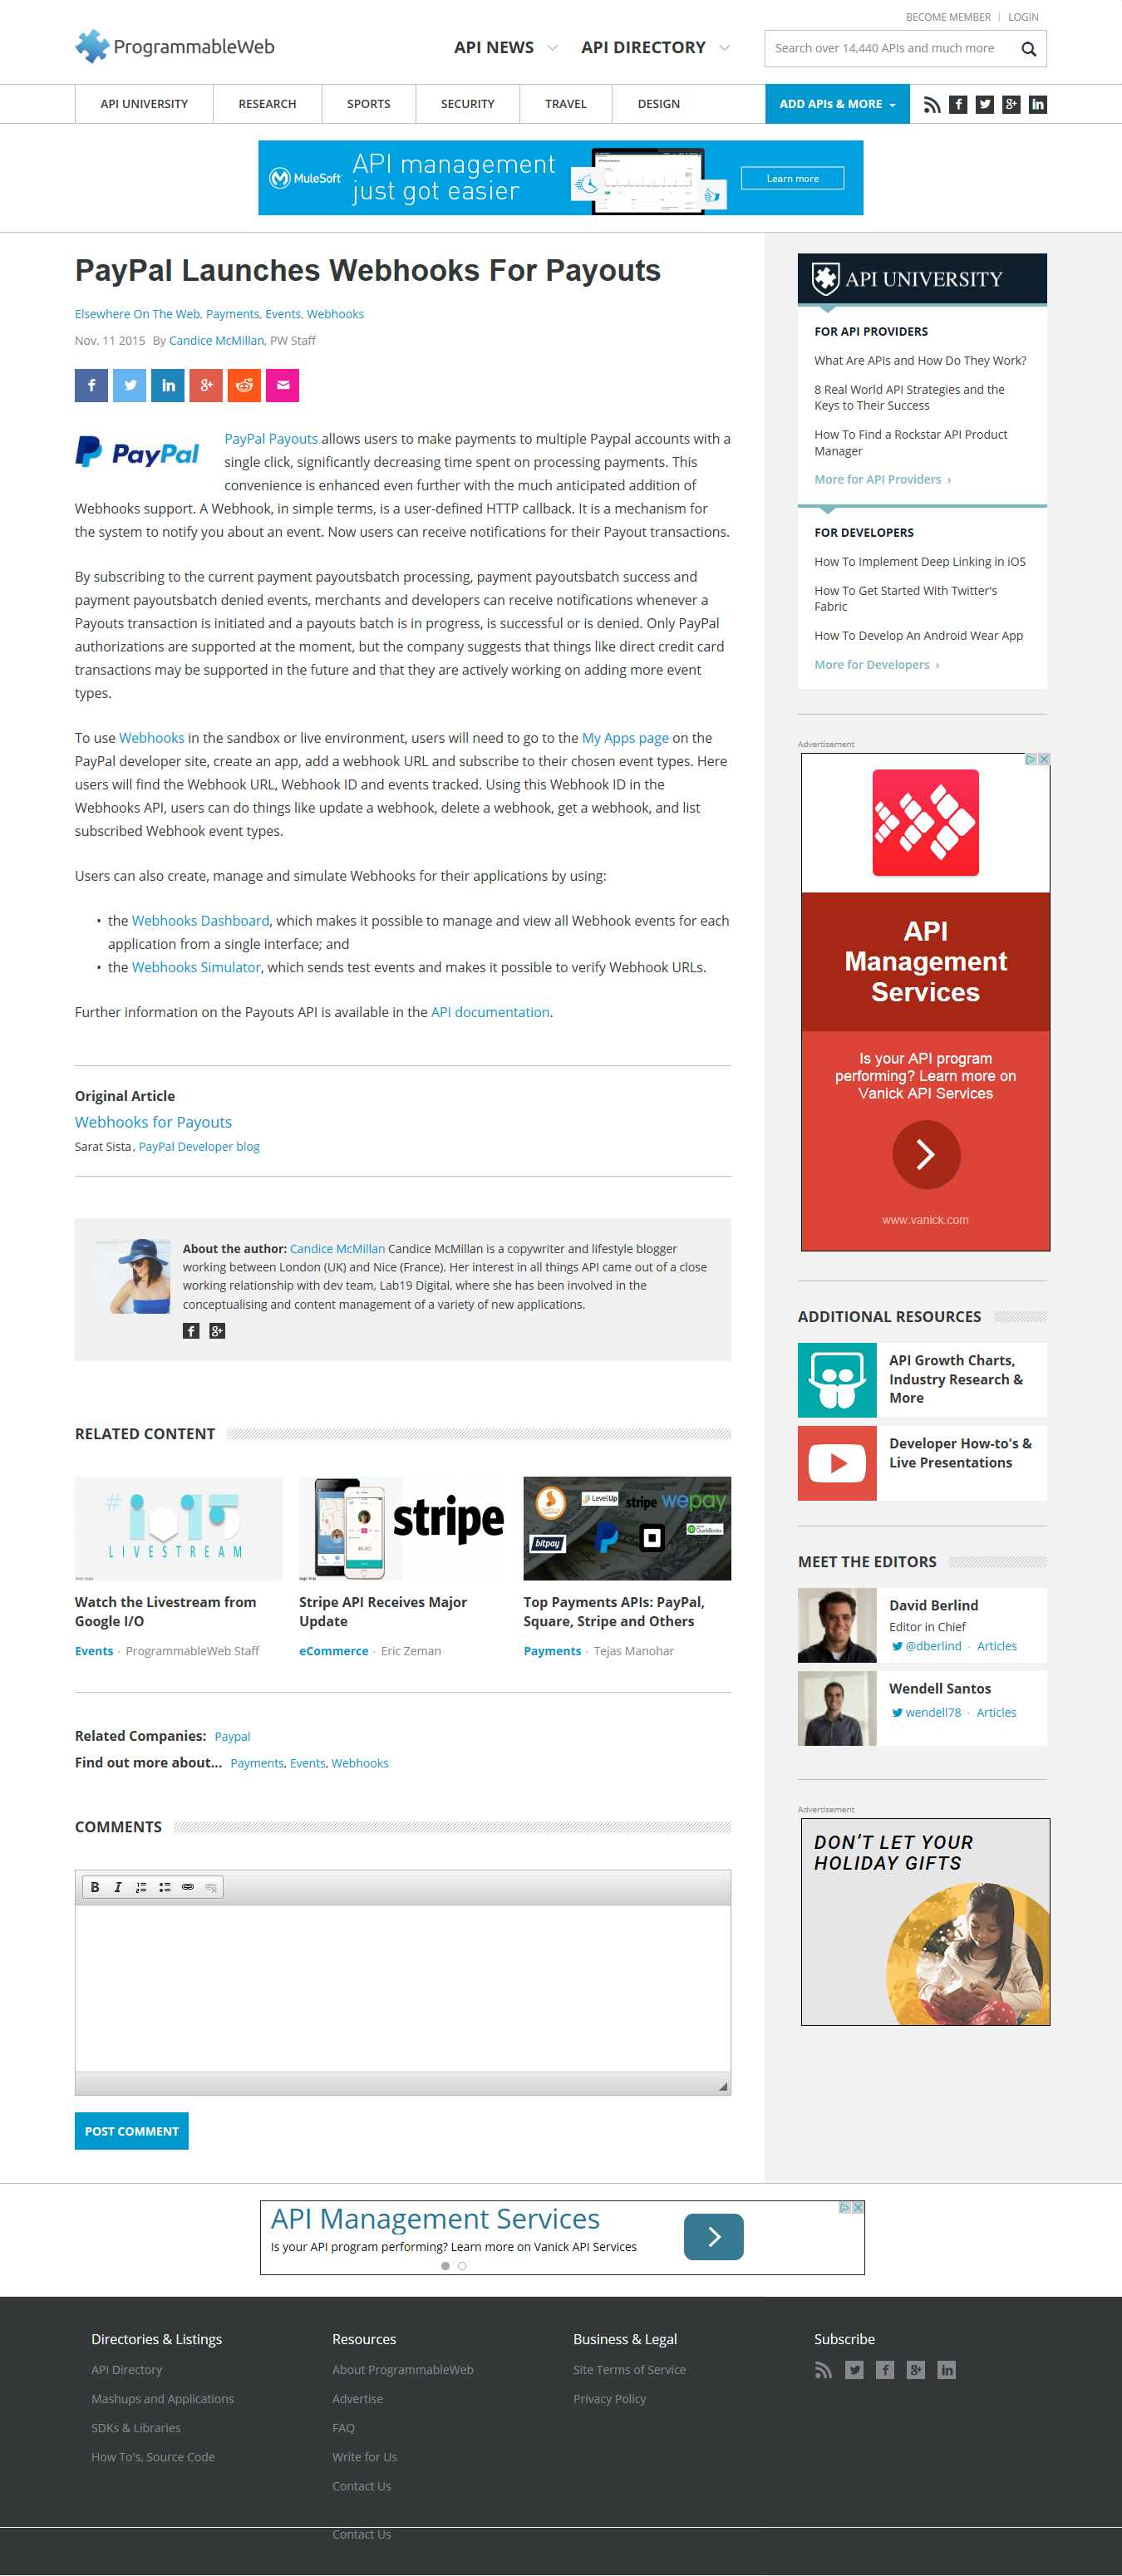 BECOME MEMBER | LOGIN
ProgrammableWeb
API NEWS
API DIRECTORY
Search over 14,440 APIs and much more
API UNIVERSITY
RESEARCH
SPORTS
SECURITY
TRAVEL
DESIGN
ADD APIs & MORE
MuleSoft
API management
just got easier
Learn more
PayPal Launches Webhooks For Payouts
Elsewhere On The Web, Payments, Events, Webhooks
Nov. 11 2015 By Candice McMillan, PW Staff
PayPal
PayPal Payouts allows users to make payments to multiple Paypal accounts with a
single click, significantly decreasing time spent on processing payments. This
convenience is enhanced even further with the much anticipated addition of
Webhooks support. A Webhook, in simple terms, is a user-defined HTTP callback. It is a mechanism for
the system to notify you about an event. Now users can receive notifications for their Payout transactions.
By subscribing to the current payment payoutsbatch processing, payment payoutsbatch success and
payment payoutsbatch denied events, merchants and developers can receive notifications whenever a
Payouts transaction is initiated and a payouts batch is in progress, is successful or is denied. Only PayPal
authorizations are supported at the moment, but the company suggests that things like direct credit card
transactions may be supported in the future and that they are actively working on adding more event
types.
To use Webhooks in the sandbox or live environment, users will need to go to the My Apps page on the
PayPal developer site, create an app, add a webhook URL and subscribe to their chosen event types. Here
users will find the Webhook URL, Webhook ID and events tracked. Using this Webhook ID in the
Webhooks API, users can do things like update a webhook, delete a webhook, get a webhook, and list
subscribed Webhook event types.
Users can also create, manage and simulate Webhooks for their applications by using:
• the Webhooks Dashboard, which makes it possible to manage and view all Webhook events for each
application from a single interface; and
• the Webhooks Simulator, which sends test events and makes it possible to verify Webhook URLs.
Further information on the Payouts API is available in the API documentation.
Original Article
Webhooks for Payouts
Sarat Sista, PayPal Developer blog
About the author: Candice McMillan Candice McMillan is a copywriter and lifestyle blogger
working between London (UK) and Nice (France). Her interest in all things API came out of a close
working relationship with dev team, Lab19 Digital, where she has been involved in the
conceptualising and content management of a variety of new applications.
RELATED CONTENT
#io15
LIVESTREAM
Watch the Livestream from
Google I/O
Events · ProgrammableWeb Staff
stripe
Stripe API Receives Major
Update
eCommerce · Eric Zeman
LevelUp
stripe
wepay
bitpay
QuickBooks
Top Payments APIs: PayPal,
Square, Stripe and Others
Payments · Tejas Manohar
Related Companies: Paypal
Find out more about... Payments, Events, Webhooks
COMMENTS
B I
POST COMMENT
API UNIVERSITY
FOR API PROVIDERS
What Are APIs and How Do They Work?
8 Real World API Strategies and the
Keys to Their Success
How To Find a Rockstar API Product
Manager
More for API Providers ›
FOR DEVELOPERS
How To Implement Deep Linking in iOS
How To Get Started With Twitter's
Fabric
How To Develop An Android Wear App
More for Developers ›
Advertisement
API
Management
Services
Is your API program
performing? Learn more on
Vanick API Services
www.vanick.com
ADDITIONAL RESOURCES
API Growth Charts,
Industry Research &
More
Developer How-to's &
Live Presentations
MEET THE EDITORS
David Berlind
Editor in Chief
@dberlind · Articles
Wendell Santos
wendell78 · Articles
Advertisement
DON'T LET YOUR
HOLIDAY GIFTS
API Management Services
Is your API program performing? Learn more on Vanick API Services
Directories & Listings
API Directory
Mashups and Applications
SDKs & Libraries
How To's, Source Code
Resources
About ProgrammableWeb
Advertise
FAQ
Write for Us
Contact Us
Contact Us
Business & Legal
Site Terms of Service
Privacy Policy
Subscribe